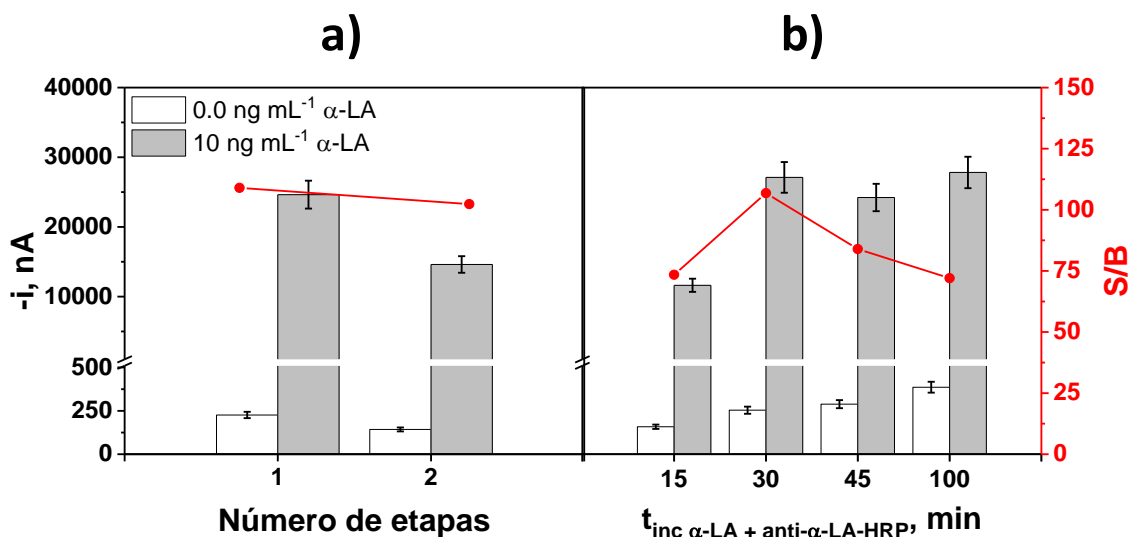 a)
b)
40000
30000
20000
10000
500
250
0
-i, nA
0.0 ng mL⁻¹ α-LA
10 ng mL⁻¹ α-LA
1
2
Número de etapas
15
30
45
100
t_inc α-LA + anti-α-LA-HRP, min
150
125
100
75
50
25
0
S/B